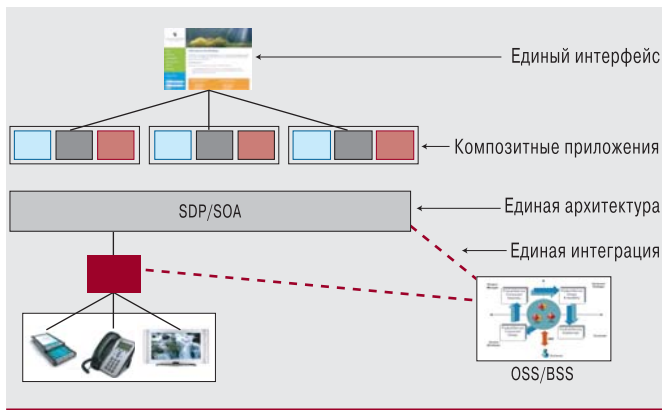 Единый интерфейс
Композитные приложения
SDP/SOA
Единая архитектура
Единая интеграция
OSS/BSS